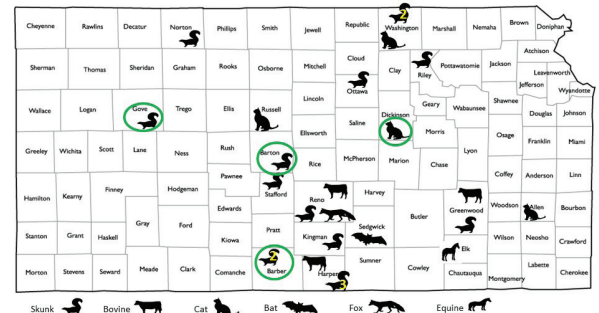 Cheyenne Rawlins Decatur Norton Phillips Smith Jewell Republic Washington Marshall Nemaha Brown Doniphan
2
Atchison
Sherman Thomas Sheridan Graham Rooks Osborne Mitchell Cloud Clay Riley Pottawatomie Jackson Jefferson Leavenworth
Wyandotte
Ottawa
Wallace Logan Gove Trego Ellis Russell Lincoln Dickinson Geary Wabaunsee Shawnee Douglas Johnson
Saline Morris
Ellsworth Osage Franklin Miami
Greeley Wichita Scott Lane Ness Rush Barton Rice McPherson Marion Chase Lyon
Pawnee Coffey Anderson Linn
Hamilton Kearny Finney Hodgeman Stafford Reno Harvey
Edwards Butler Greenwood Woodson Allen Bourbon
Gray Ford Pratt Kingman Sedgwick
Stanton Grant Haskell Kiowa Elk Wilson Neosho Crawford
Morton Stevens Seward Meade Clark Comanche 2 Barber Harper 3 Sumner Cowley Chautauqua Montgomery Labette Cherokee
Skunk Bovine Cat Bat Fox Equine